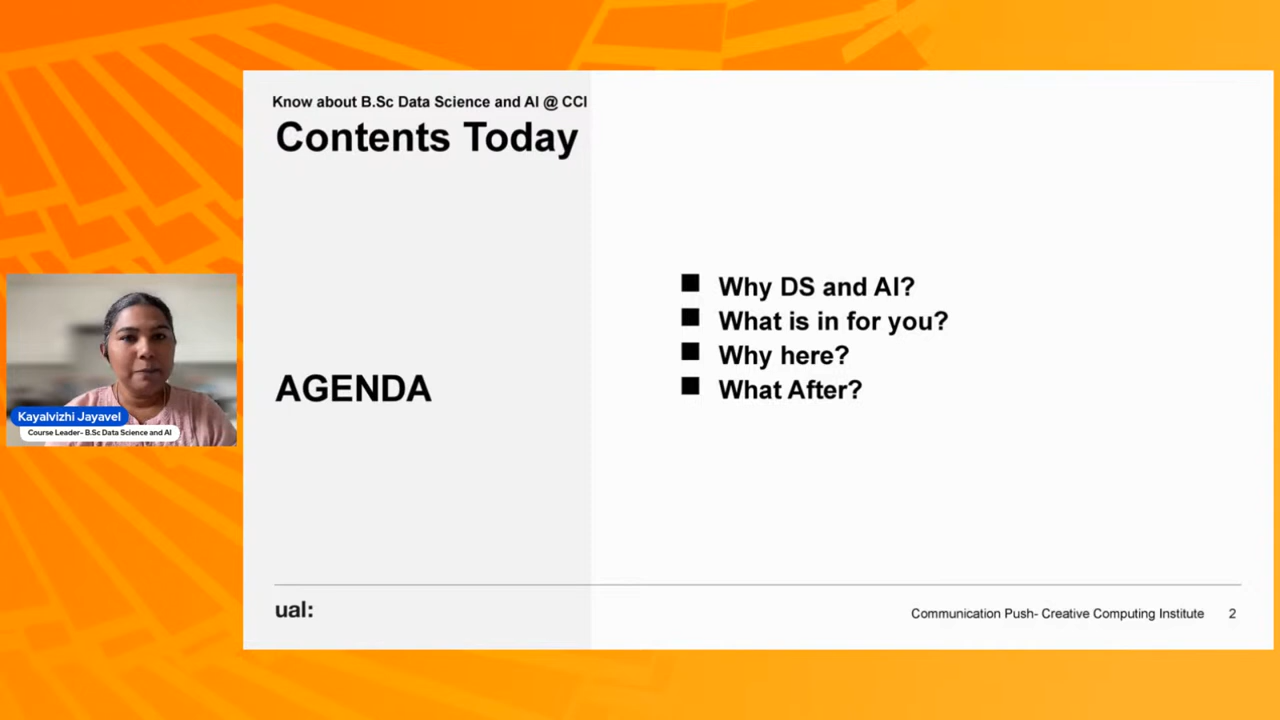 Know about B.Sc Data Science and AI @ CCI
Contents Today
AGENDA
Why DS and AI?
What is in for you?
Why here?
What After?
Kayalvizhi Jayavel
Course Leader- B.Sc Data Science and AI
ual:
Communication Push- Creative Computing Institute 2